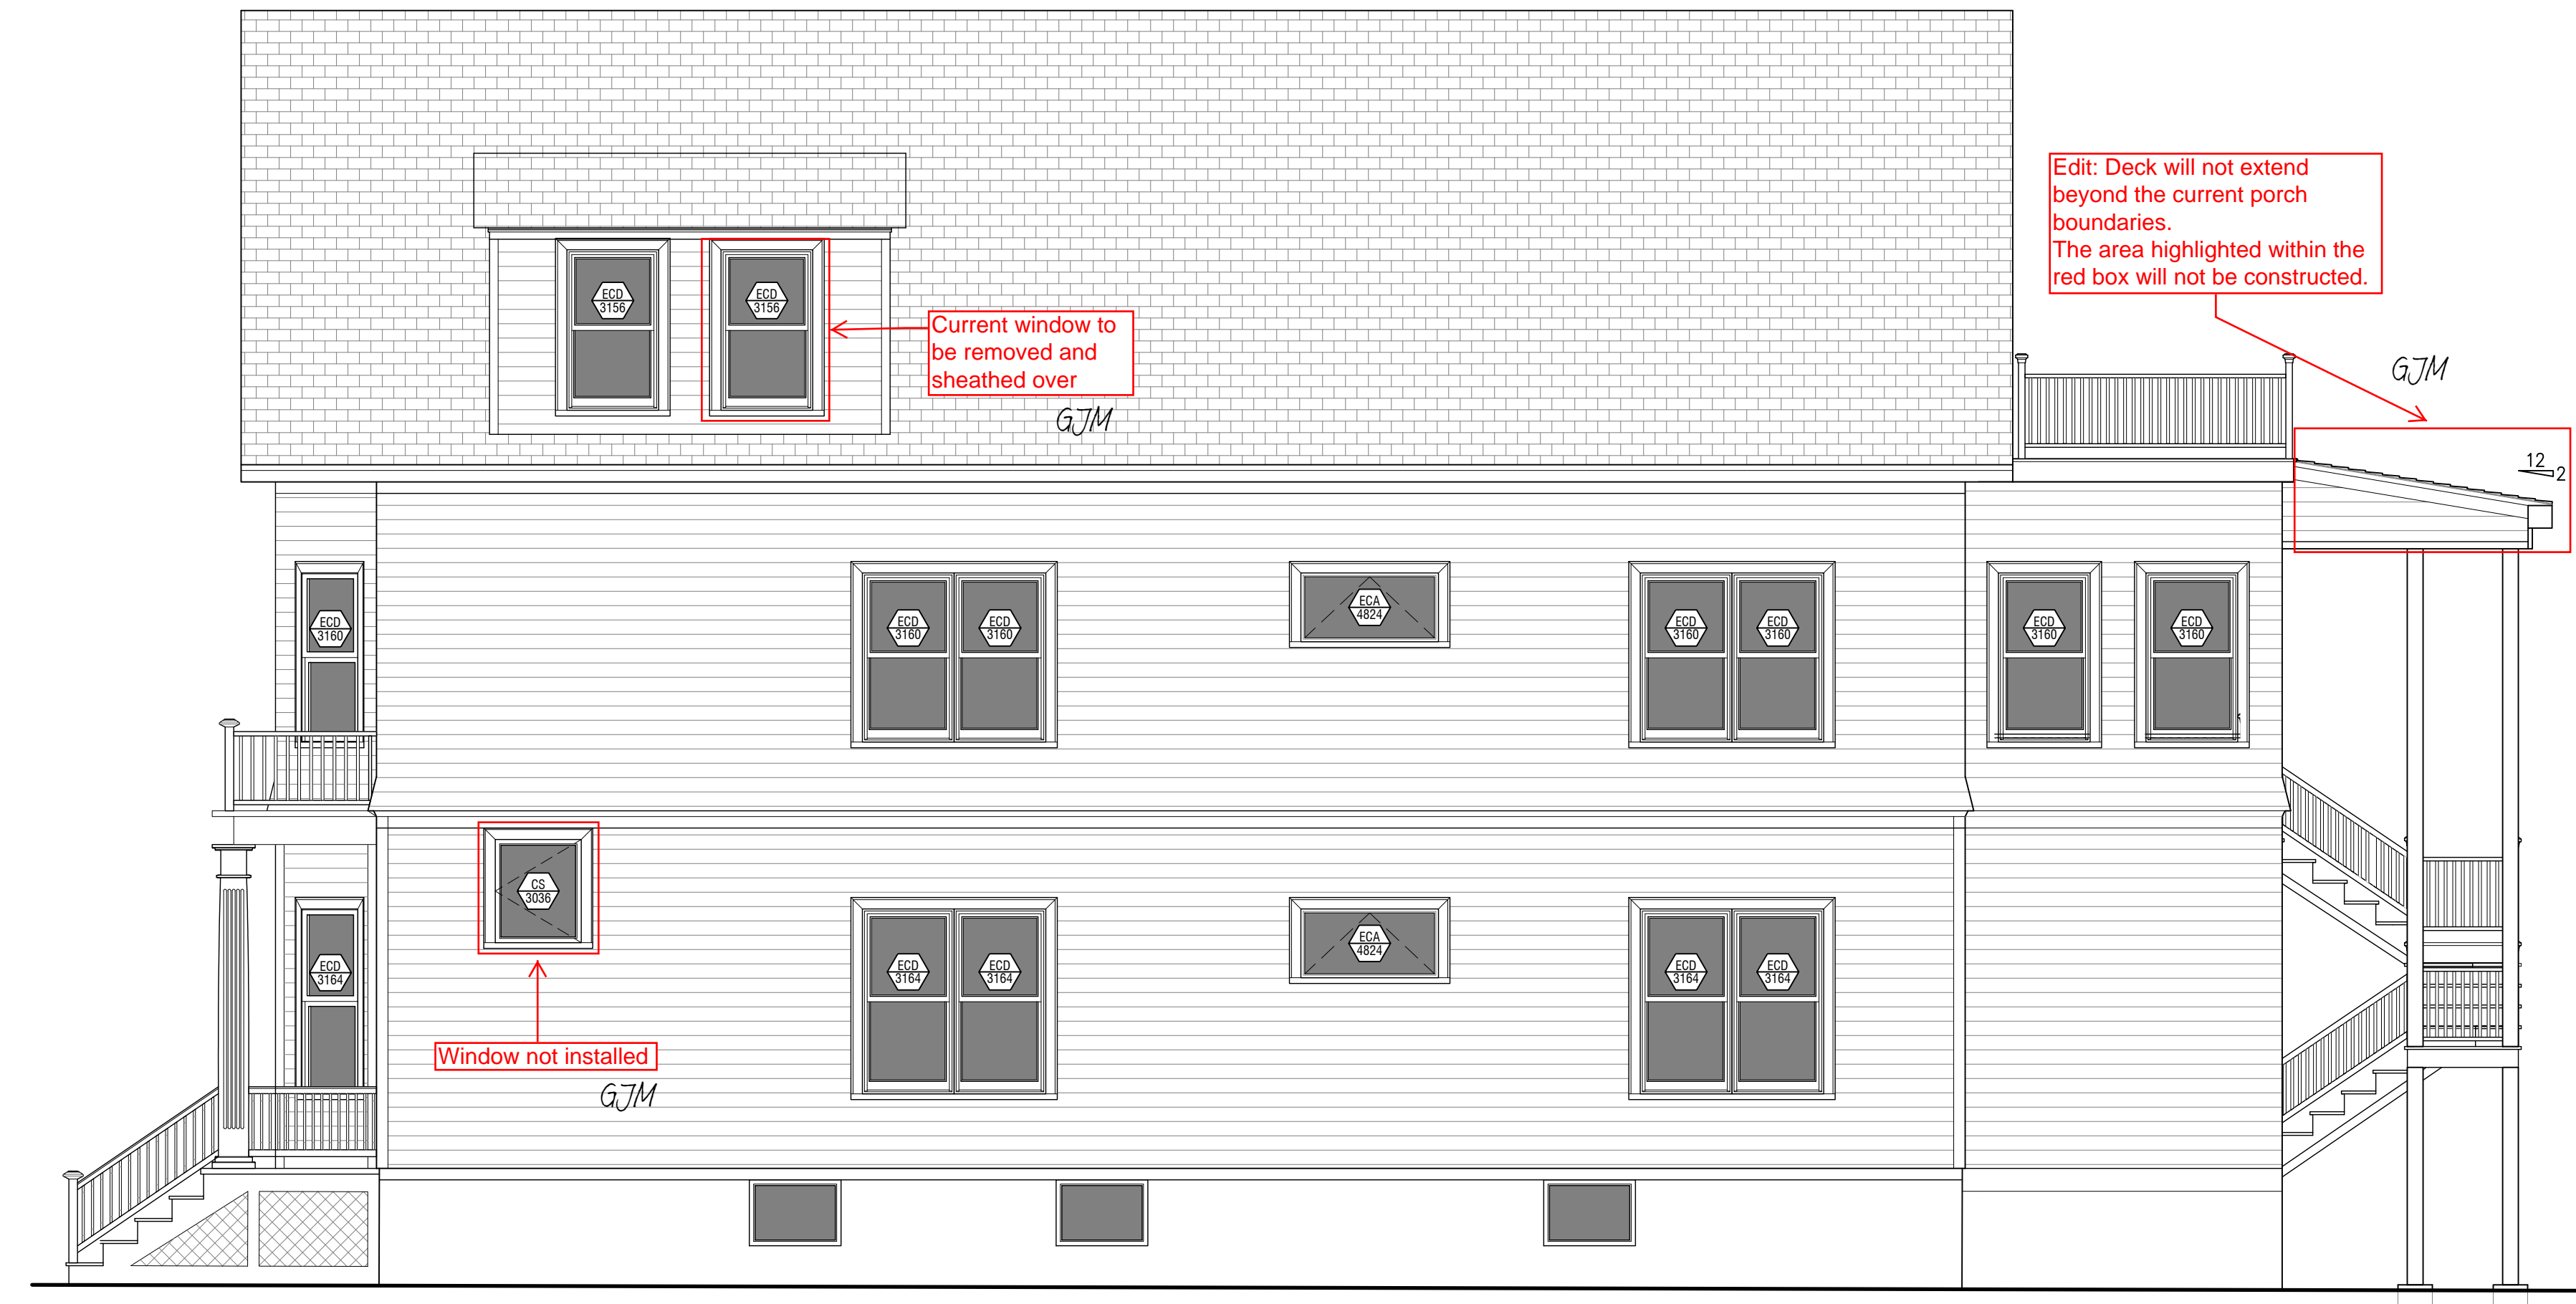 Edit: Deck will not extend
beyond the current porch
boundaries.
The area highlighted within the
red box will not be constructed.
ECD
3156
ECD
3156
Current window to
be removed and
sheathed over
GJM
GJM
12
2
ECD
3160
ECD
3160
ECD
3160
ECA
4824
ECD
3160
ECD
3160
ECD
3160
ECD
3160
CS
3036
ECD
3164
ECD
3164
ECD
3164
ECA
4824
ECD
3164
ECD
3164
Window not installed
GJM